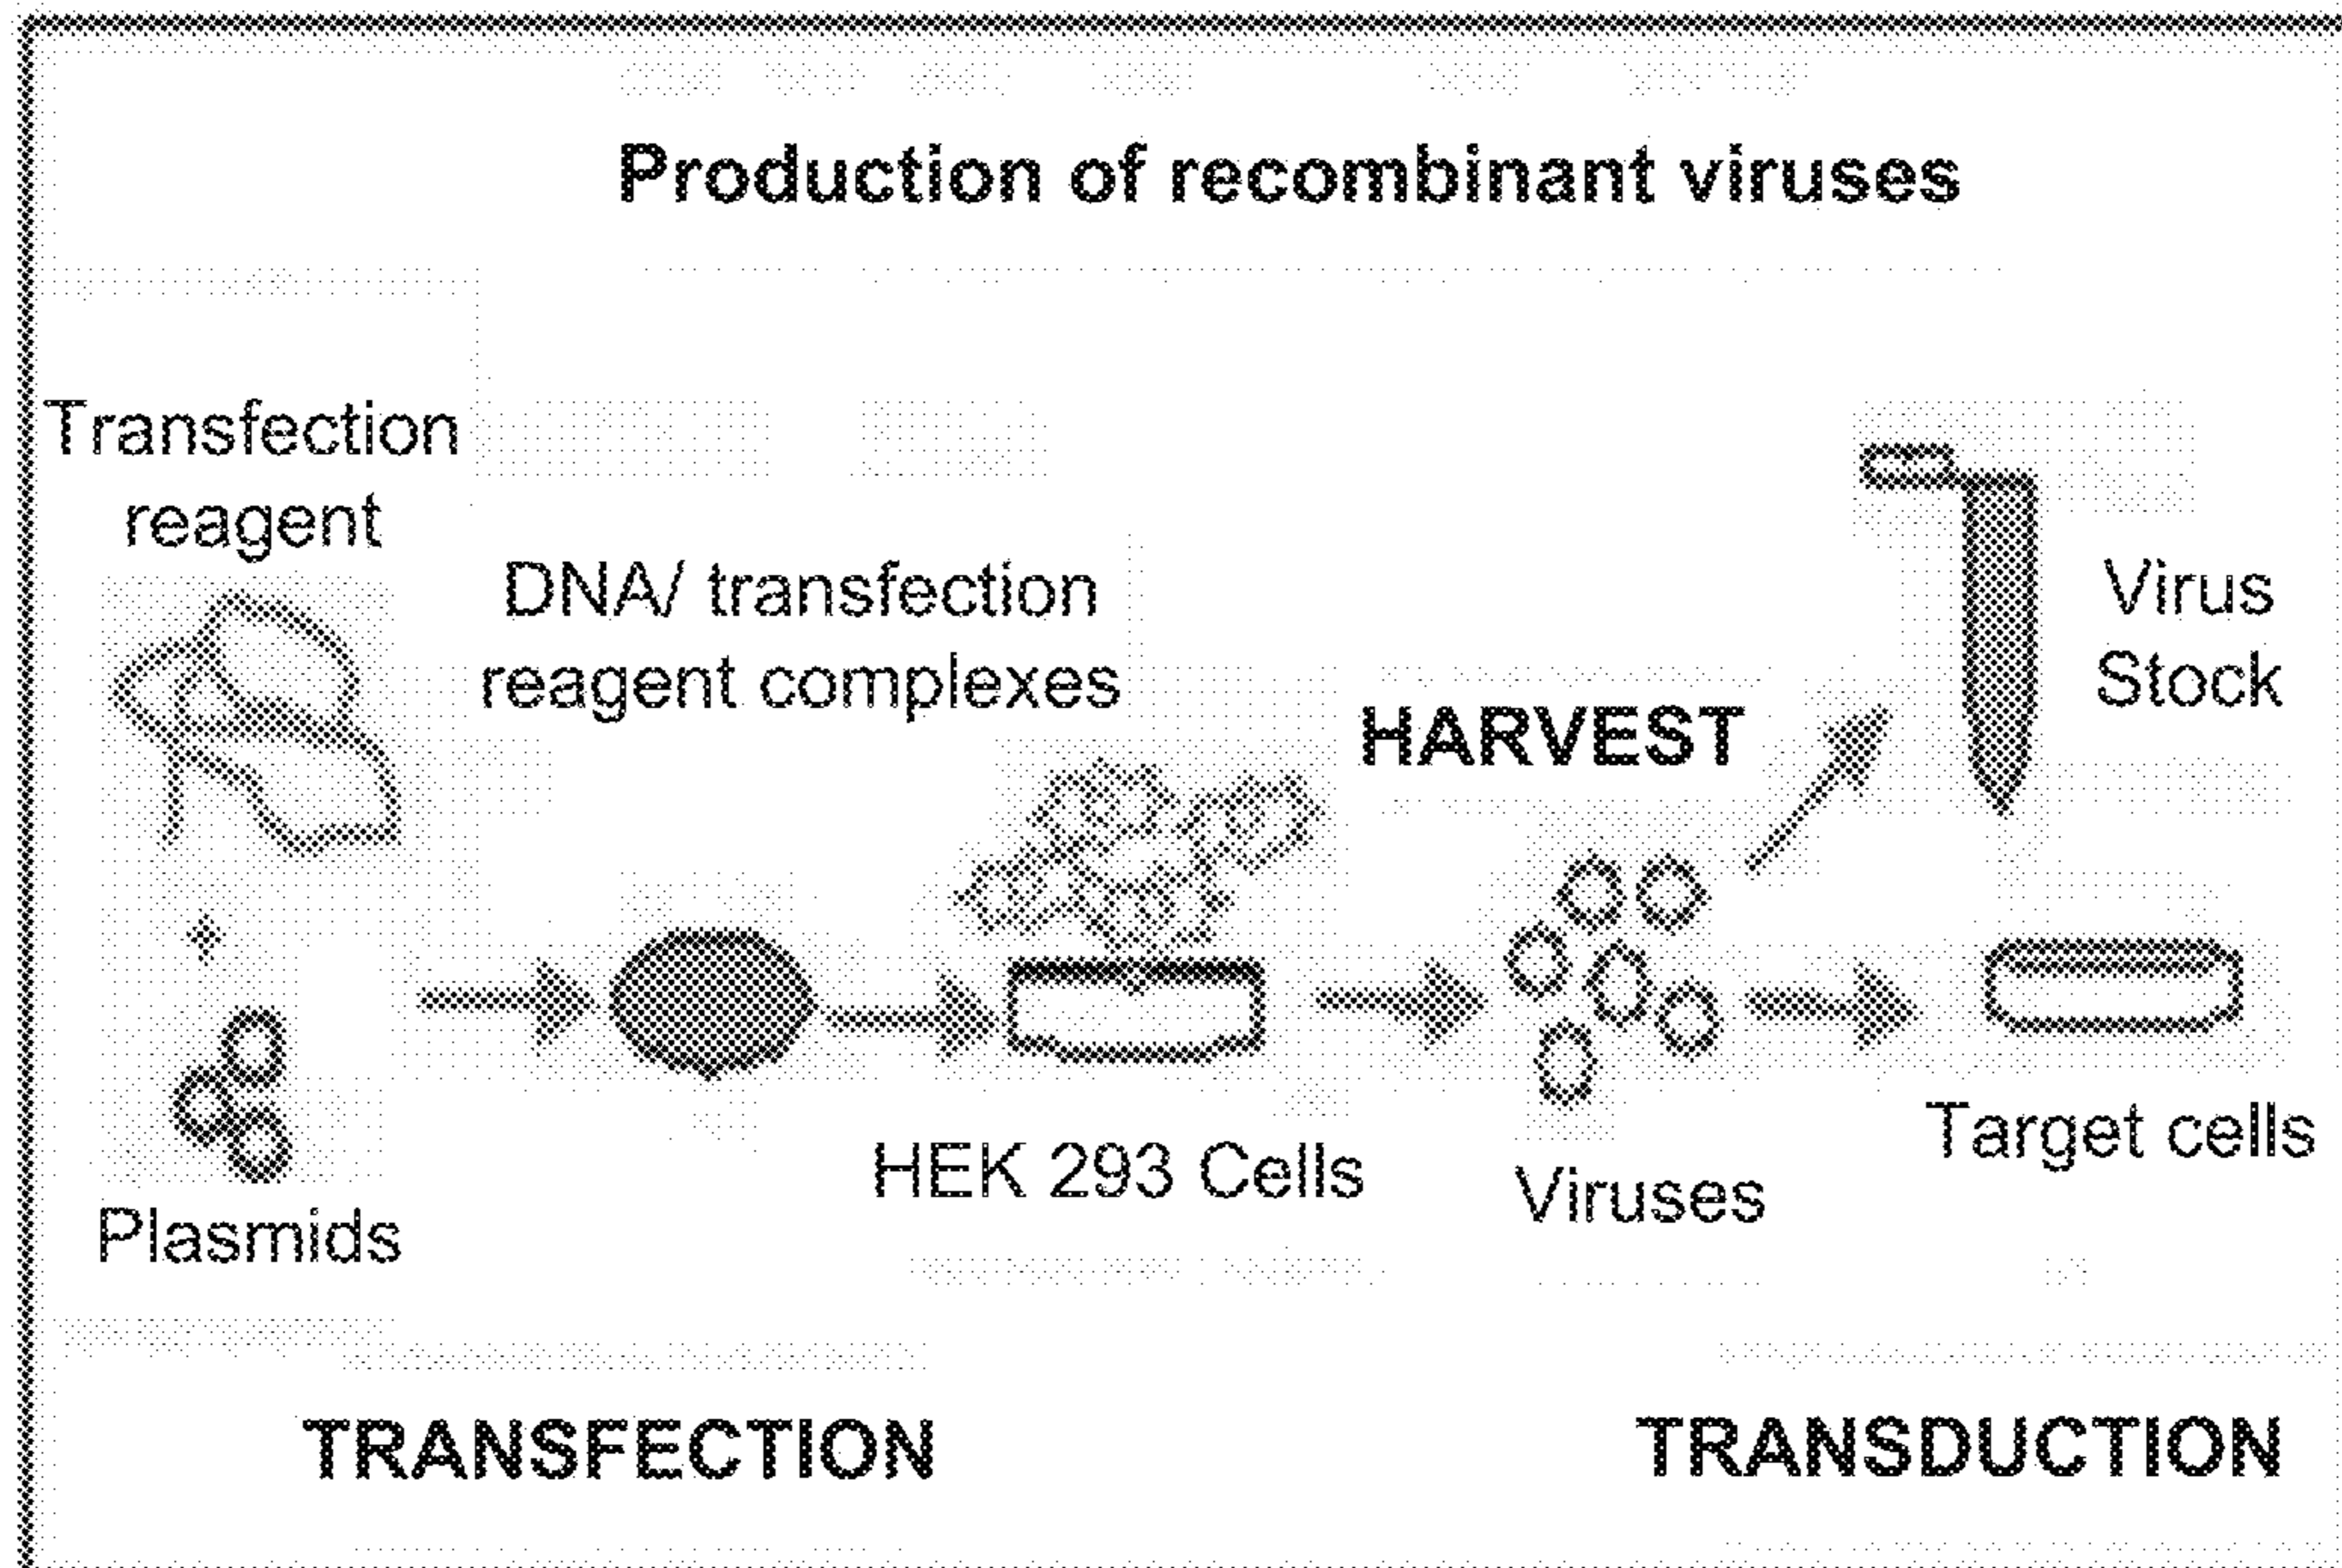 Production of recombinant viruses
Transfection
reagent
DNA/ transfection
reagent complexes
HARVEST
Virus
Stock
Plasmids
HEK 293 Cells
Viruses
Target cells
TRANSFECTION
TRANSDUCTION